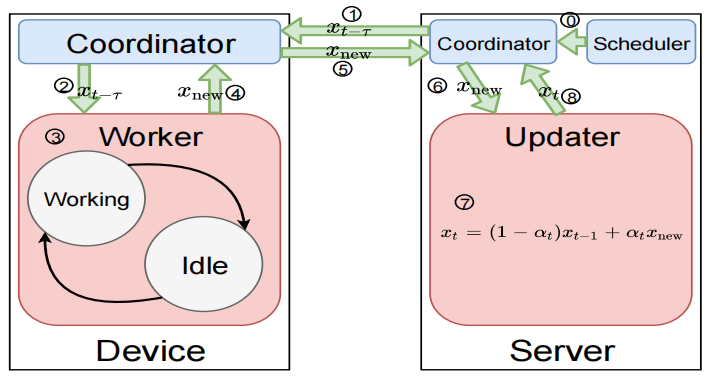 ①
x_{t−τ}
⓪
Coordinator
Coordinator
Scheduler
x_new
⑤
② x_{t−τ}
x_new ④
⑥ x_new
x_t ⑧
③ Worker
Working
Idle
Updater
⑦
x_t = (1 − α_t)x_{t−1} + α_t x_new
Device
Server